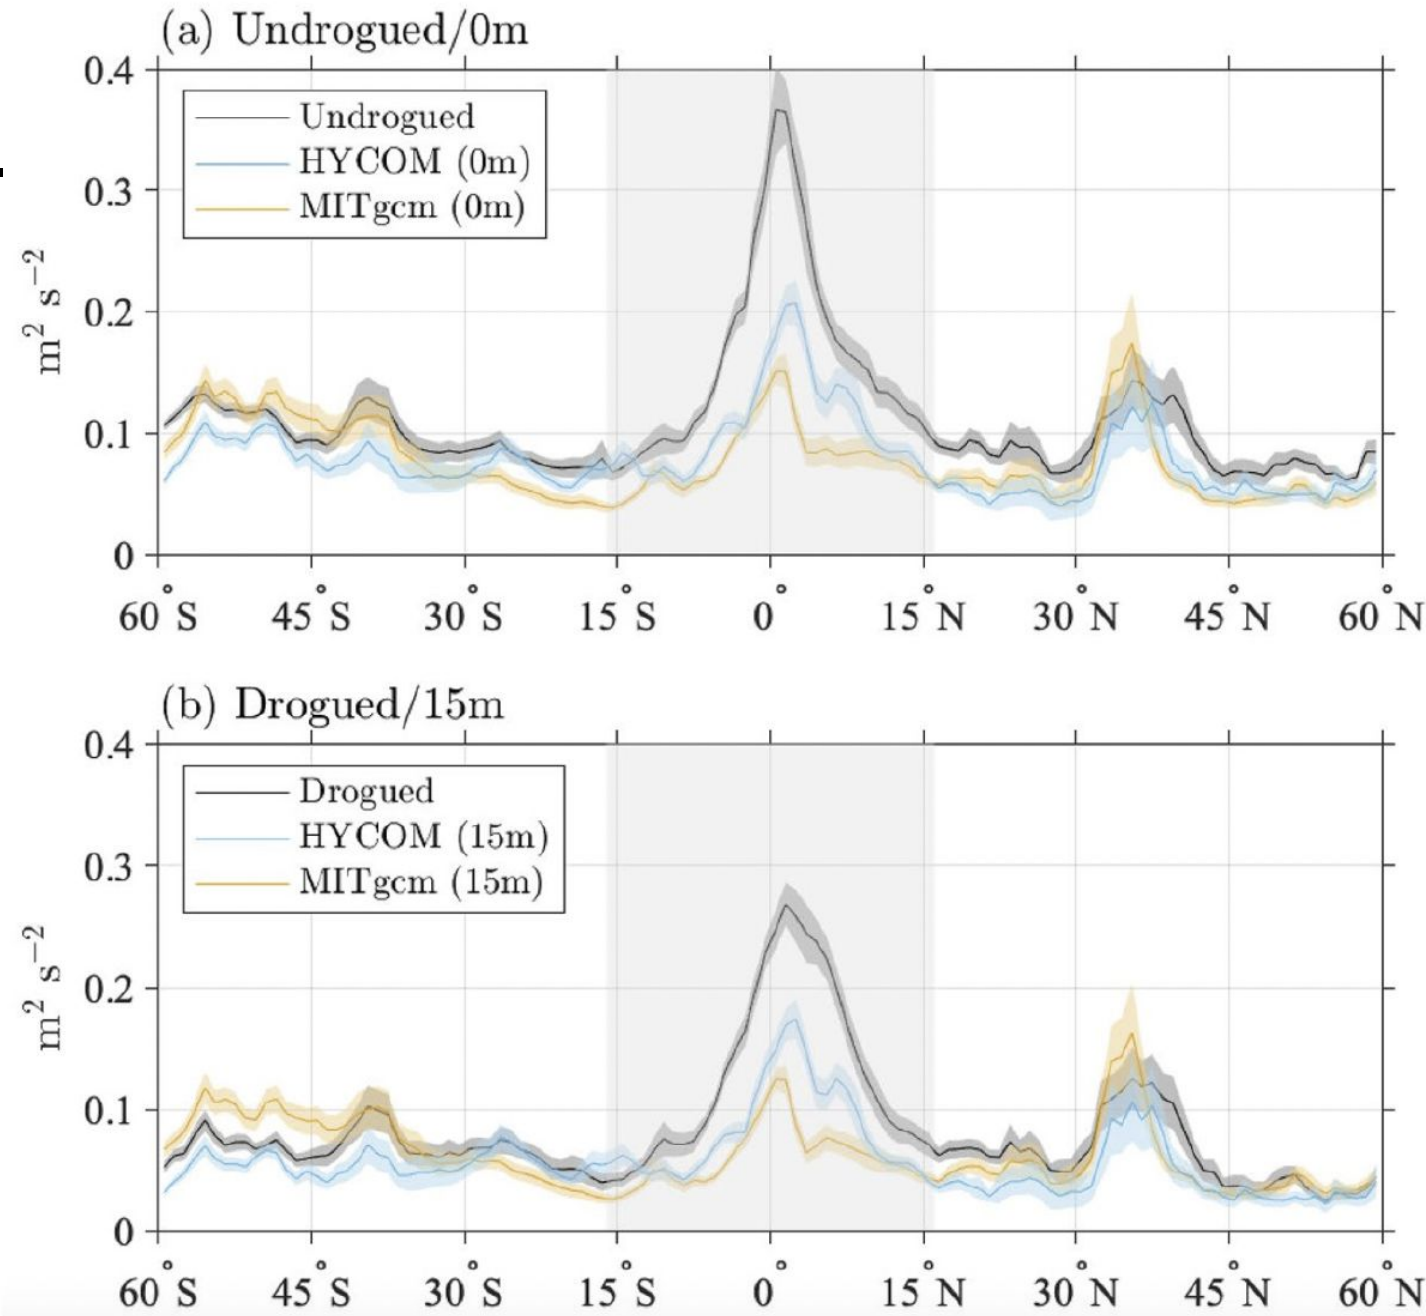 (a) Undrogued/0m
0.4
0.3
0.2
0.1
0
m² s⁻²
Undrogued
HYCOM (0m)
MITgcm (0m)
60°S 45°S 30°S 15°S 0° 15°N 30°N 45°N 60°N
(b) Drogued/15m
0.4
0.3
0.2
0.1
0
m² s⁻²
Drogued
HYCOM (15m)
MITgcm (15m)
60°S 45°S 30°S 15°S 0° 15°N 30°N 45°N 60°N